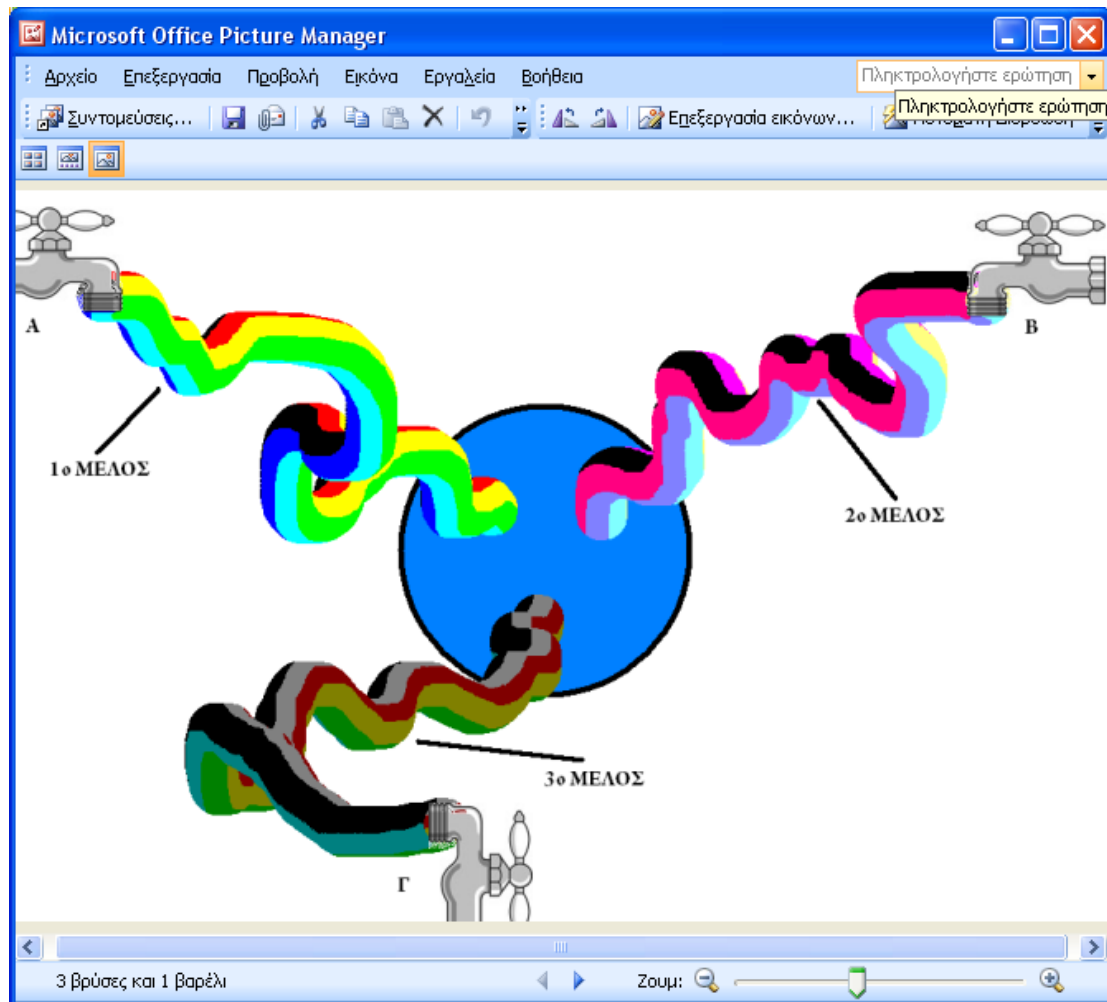 Microsoft Office Picture Manager
Αρχείο Επεξεργασία Προβολή Εικόνα Εργαλεία Βοήθεια Πληκτρολογήστε ερώτηση
Πληκτρολογήστε ερώτηση
Συντομεύσεις... Επεξεργασία εικόνων...
Α
Β
1ο ΜΕΛΟΣ
2ο ΜΕΛΟΣ
3ο ΜΕΛΟΣ
Γ
3 βρύσες και 1 βαρέλι Ζουμ: